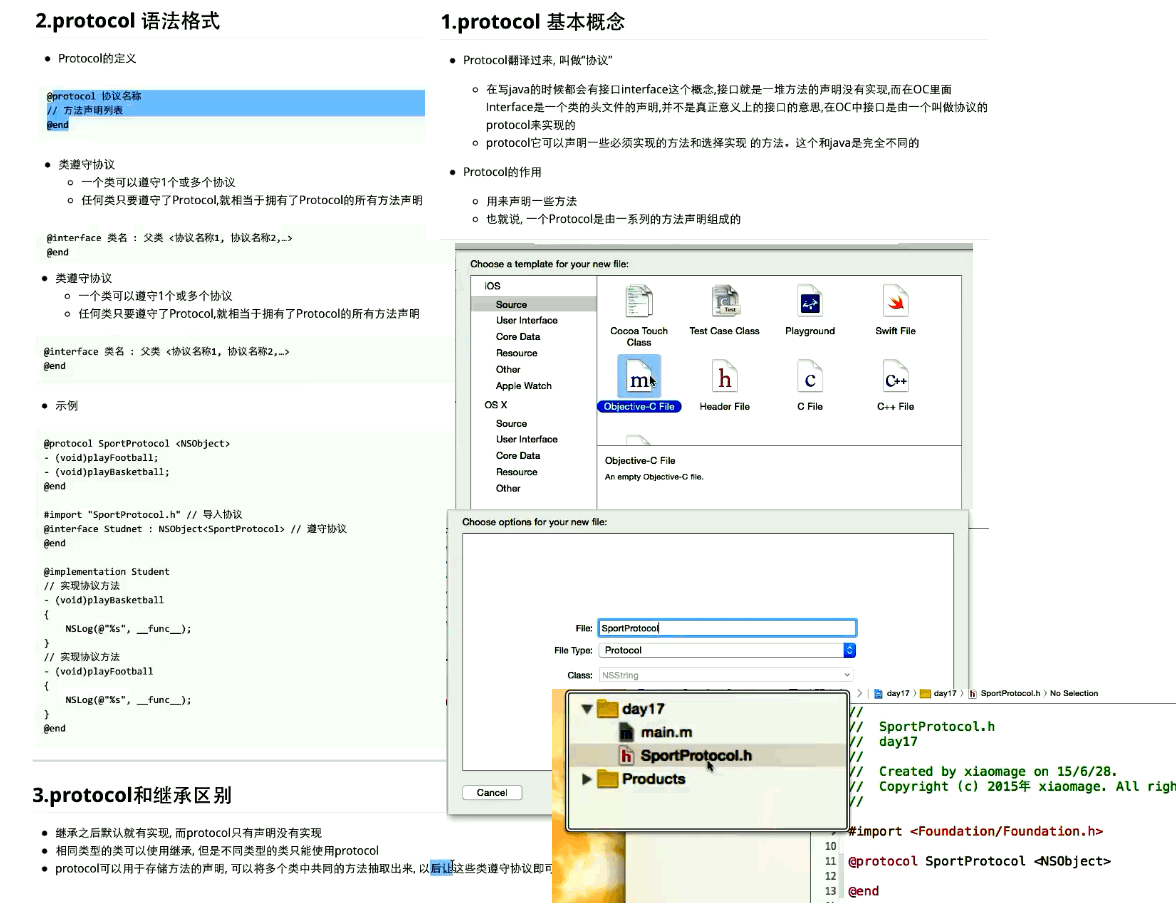 2.protocol 语法格式
Protocol的定义
@protocol 协议名称
// 方法声明列表
@end
类遵守协议
一个类可以遵守1个或多个协议
任何类只要遵守了Protocol,就相当于拥有了Protocol的所有方法声明
@interface 类名 : 父类 <协议名称1, 协议名称2,…>
@end
类遵守协议
一个类可以遵守1个或多个协议
任何类只要遵守了Protocol,就相当于拥有了Protocol的所有方法声明
@interface 类名 : 父类 <协议名称1, 协议名称2,…>
@end
示例
@protocol SportProtocol <NSObject>
- (void)playFootball;
- (void)playBasketball;
@end
#import "SportProtocol.h" // 导入协议
@interface Studnet : NSObject<SportProtocol> // 遵守协议
@end
@implementation Student
// 实现协议方法
- (void)playBasketball
{
NSLog(@"%s", __func__);
}
// 实现协议方法
- (void)playFootball
{
NSLog(@"%s", __func__);
}
@end
3.protocol和继承区别
继承之后默认就有实现, 而protocol只有声明没有实现
相同类型的类可以使用继承, 但是不同类型的类只能使用protocol
protocol可以用于存储方法的声明, 可以将多个类中共同的方法抽取出来, 以后让这些类遵守协议即可
1.protocol 基本概念
Protocol翻译过来, 叫做“协议”
在写java的时候都会有接口interface这个概念,接口就是一堆方法的声明没有实现,而在OC里面
Interface是一个类的头文件的声明,并不是真正意义上的接口的意思,在OC中接口是由一个叫做协议的
protocol来实现的
protocol它可以声明一些必须实现的方法和选择实现 的方法。这个和java是完全不同的
Protocol的作用
用来声明一些方法
也就说, 一个Protocol是由一系列的方法声明组成的
Choose a template for your new file:
iOS
Source
User Interface
Core Data
Resource
Other
Apple Watch
OS X
Source
User Interface
Core Data
Resource
Other
Cocoa Touch
Class
Test
Test Case Class
Playground
Swift File
m
Objective-C File
h
Header File
C
C File
C++
C++ File
Objective-C File
An empty Objective-C file.
Choose options for your new file:
File: SportProtocol
File Type: Protocol
Class: NSString
Cancel
day17
main.m
h SportProtocol.h
Products
day17 〉 day17 〉 h SportProtocol.h 〉 No Selection
//
// SportProtocol.h
// day17
//
// Created by xiaomage on 15/6/28.
// Copyright (c) 2015年 xiaomage. All righ
//
9 #import <Foundation/Foundation.h>
10
11 @protocol SportProtocol <NSObject>
12
13 @end